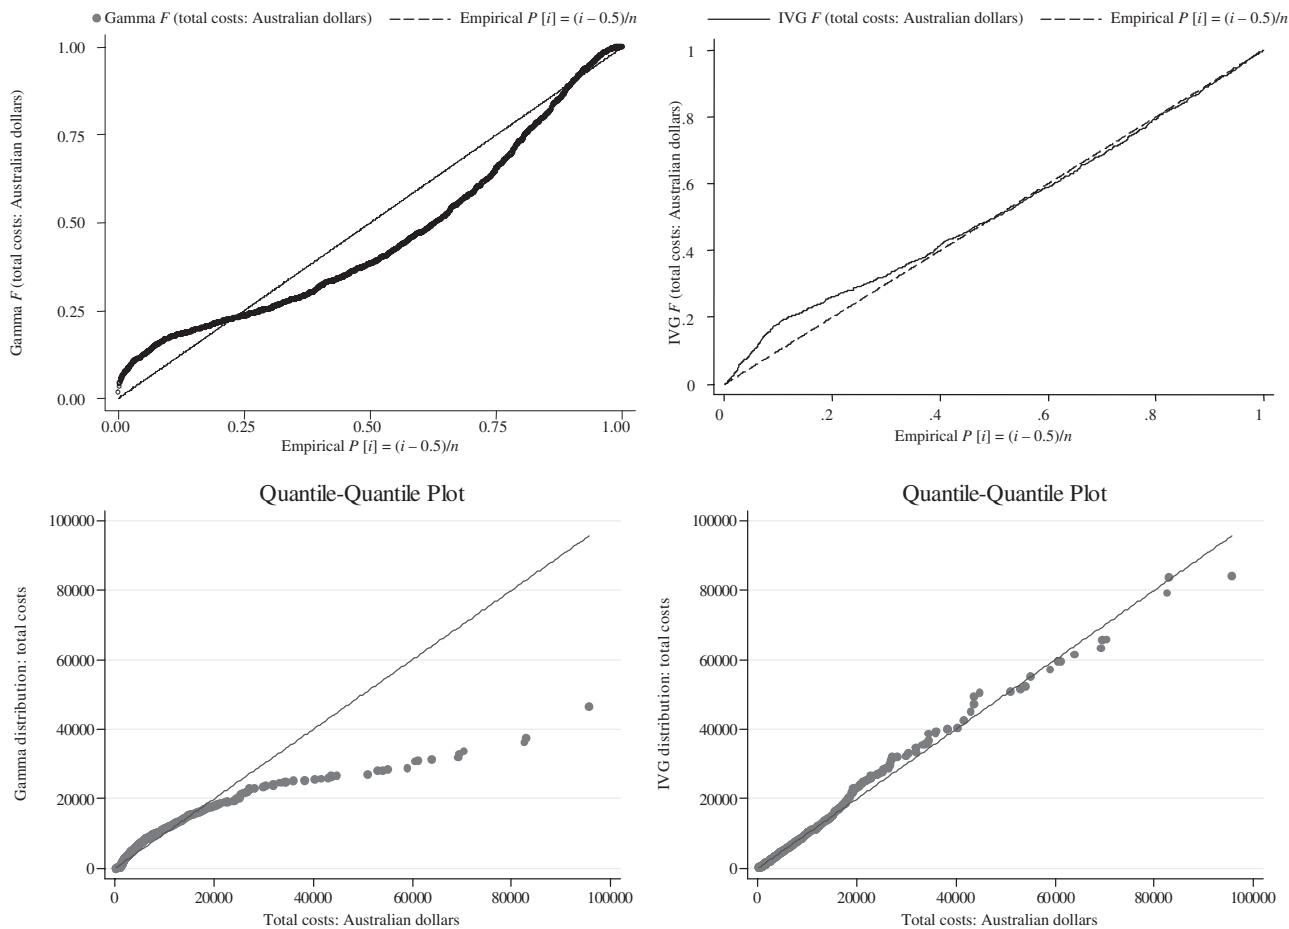 Gamma F (total costs: Australian dollars) Empirical P [i] = (i – 0.5)/n
1.00
0.75
0.50
0.25
0.00
Gamma F (total costs: Australian dollars)
0.00 0.25 0.50 0.75 1.00
Empirical P [i] = (i – 0.5)/n
IVG F (total costs: Australian dollars) Empirical P [i] = (i – 0.5)/n
1
.8
.6
.4
.2
0
IVG F (total costs: Australian dollars)
0 .2 .4 .6 .8 1
Empirical P [i] = (i – 0.5)/n
Quantile-Quantile Plot
100000
80000
60000
40000
20000
0
Gamma distribution: total costs
0 20000 40000 60000 80000 100000
Total costs: Australian dollars
Quantile-Quantile Plot
100000
80000
60000
40000
20000
0
IVG distribution: total costs
0 20000 40000 60000 80000 100000
Total costs: Australian dollars